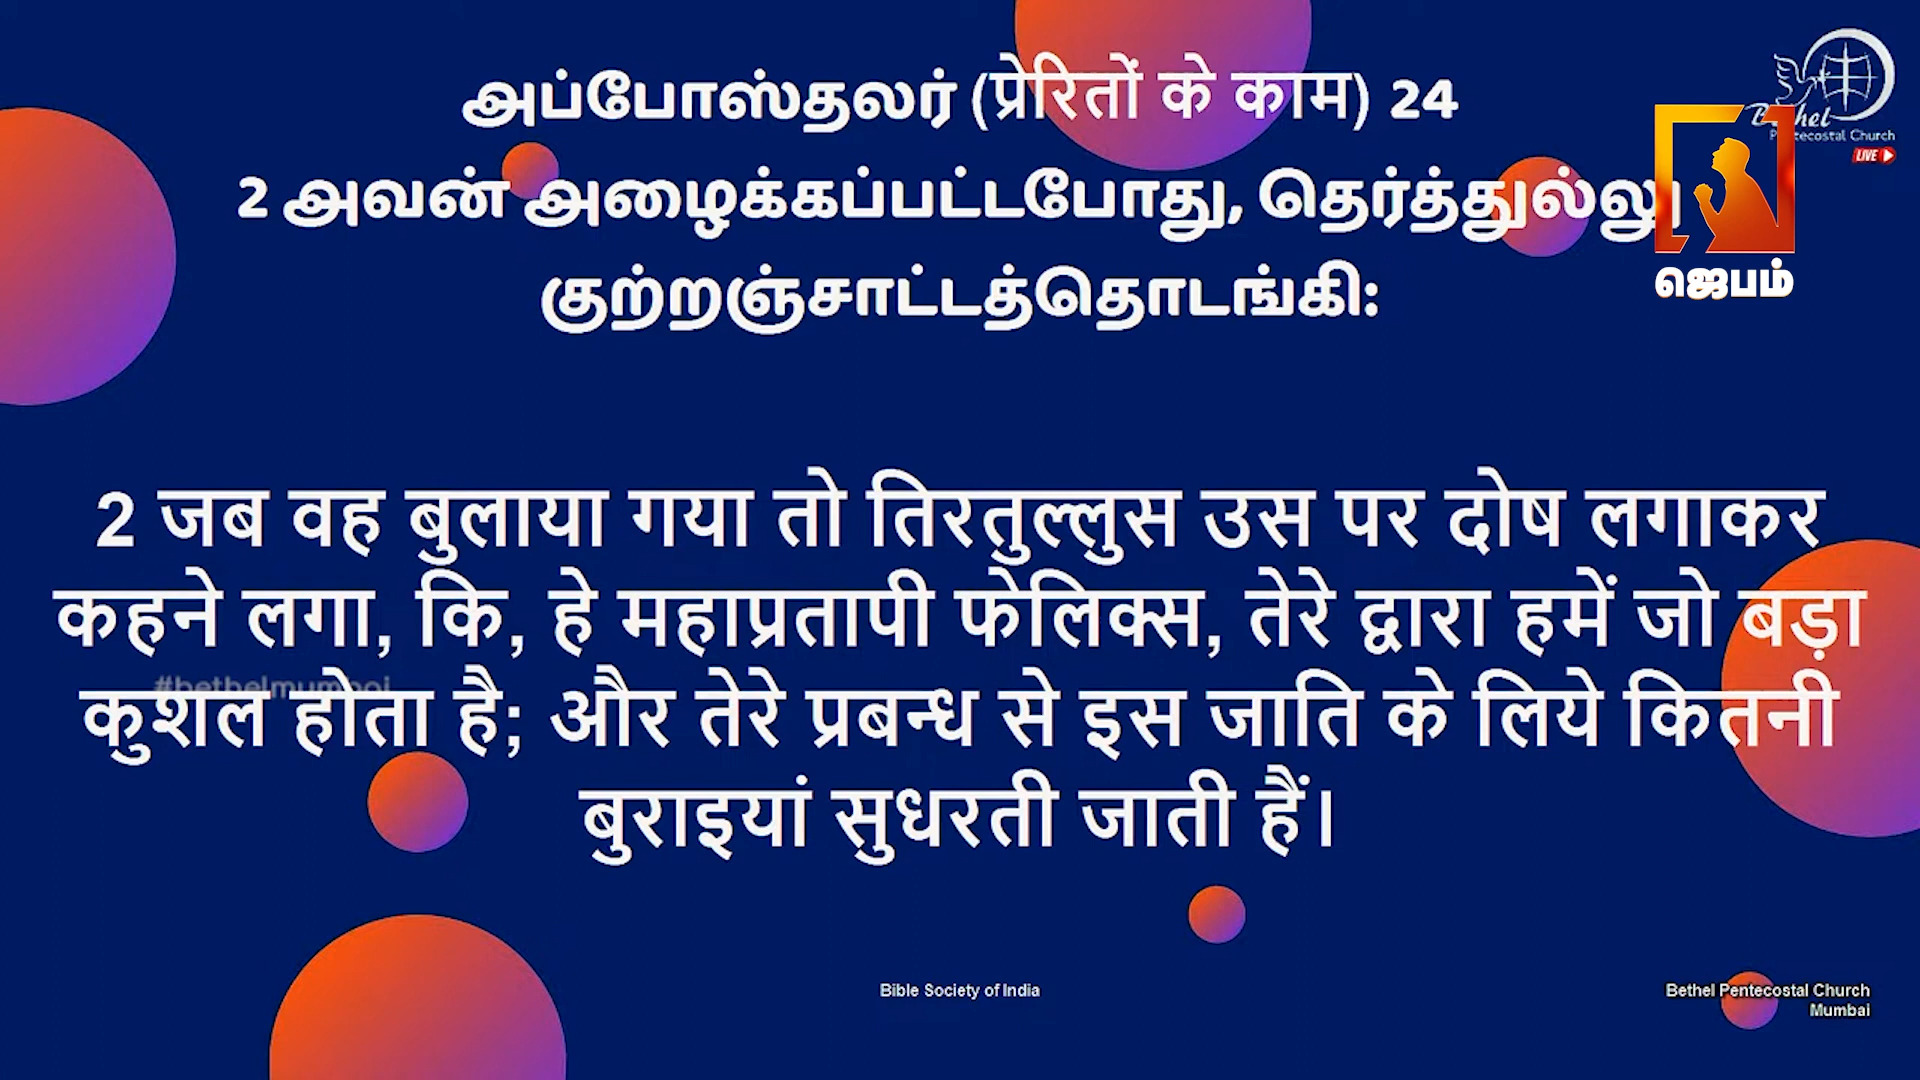 அப்போஸ்தலர் (प्रेरितों के काम) 24
2 அவன் அழைக்கப்பட்டபோது, தெர்த்துல்லு
குற்றஞ்சாட்டத்தொடங்கி:
2 जब वह बुलाया गया तो तिरतुल्लुस उस पर दोष लगाकर
कहने लगा, कि, हे महाप्रतापी फेलिक्स, तेरे द्वारा हमें जो बड़ा
कुशल होता है; और तेरे प्रबन्ध से इस जाति के लिये कितनी
बुराइयां सुधरती जाती हैं।
#bethelmumbai
Bethel
Pentecostal Church
LIVE
ஜெபம்
Bible Society of India
Bethel Pentecostal Church
Mumbai